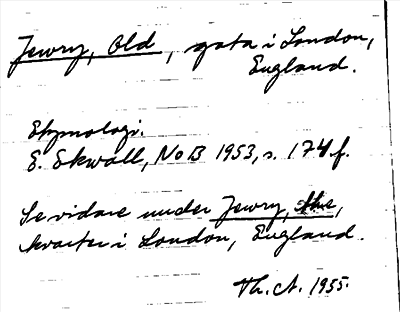 Jewry, Old, gata i London,
England.
Etymologi.
E. Ekwall, NoB 1953, s. 174 f.
Se vidare under Jewry, the,
kvarter i London, England.
Th. A. 1955.